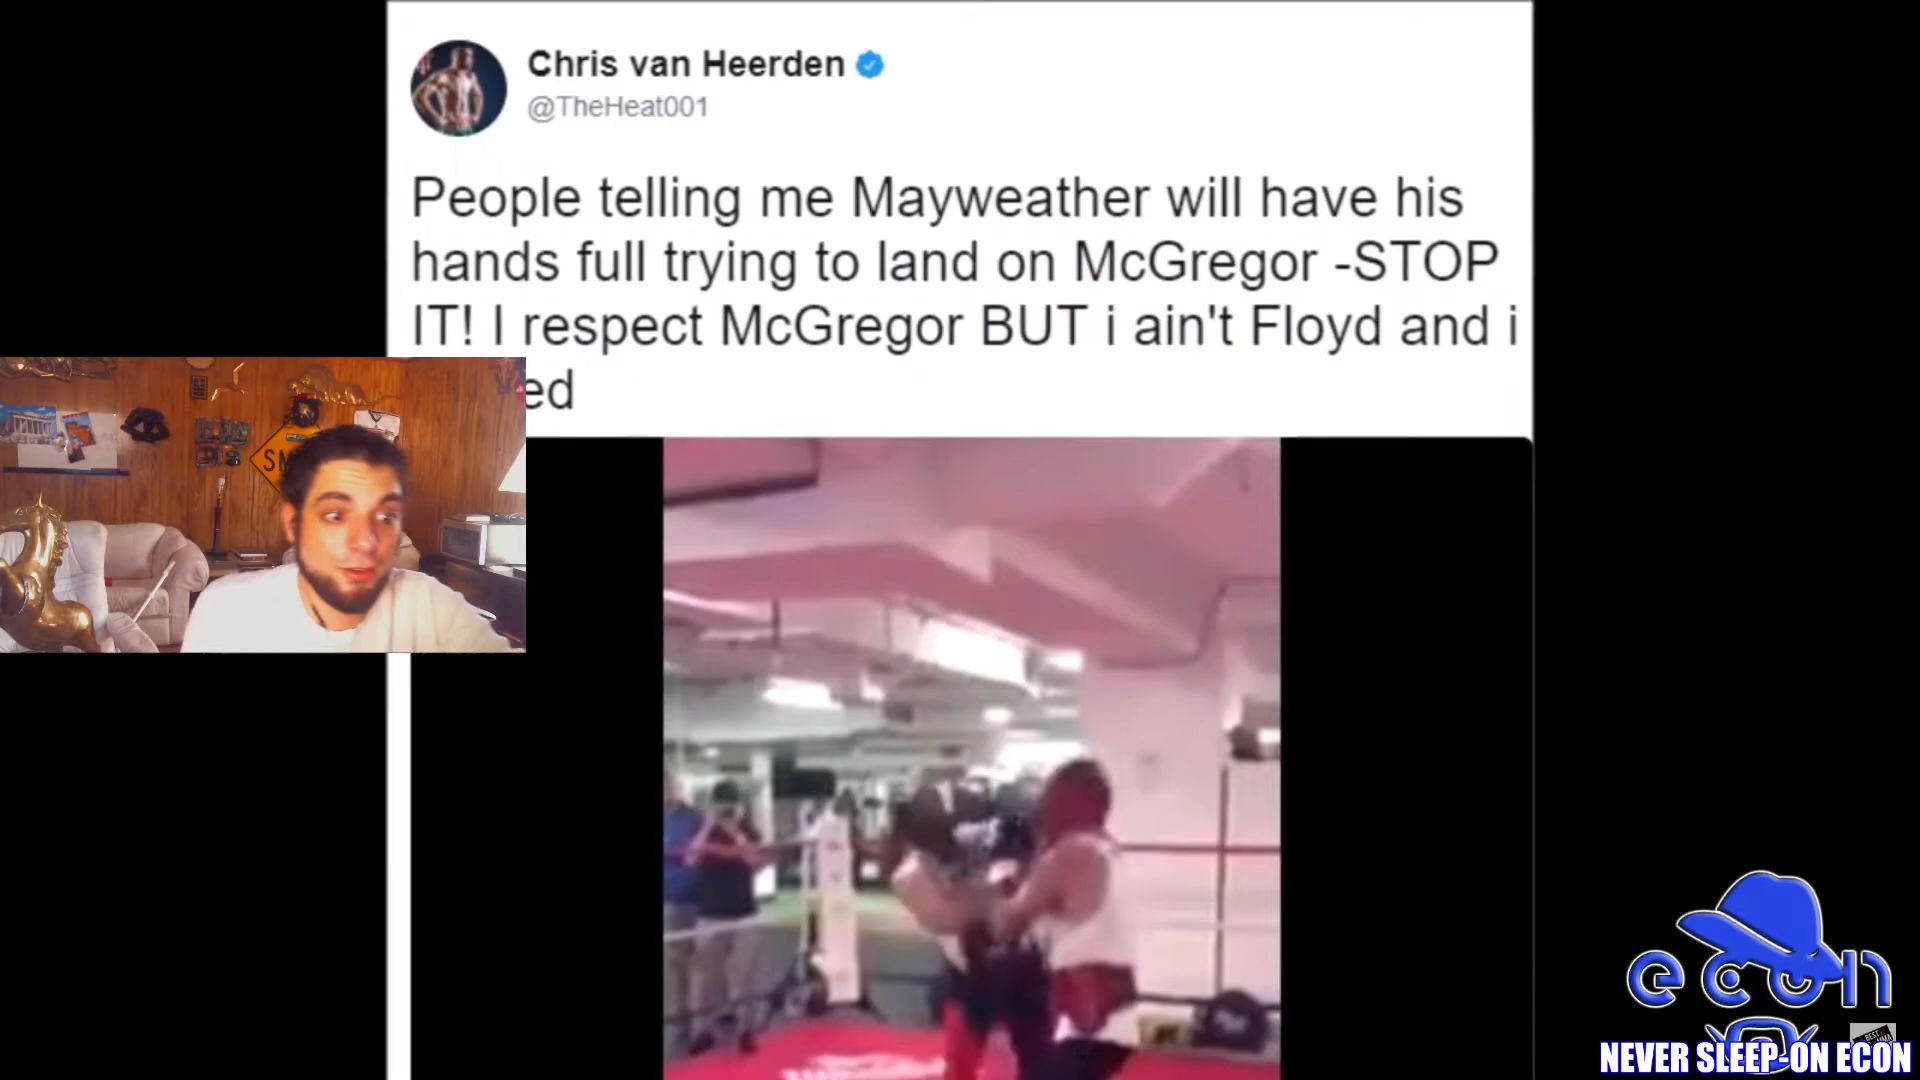 Chris van Heerden
@TheHeat001
People telling me Mayweather will have his
hands full trying to land on McGregor -STOP
IT! I respect McGregor BUT i ain't Floyd and i
ed
SM
econ
NEVER SLEEP-ON ECON